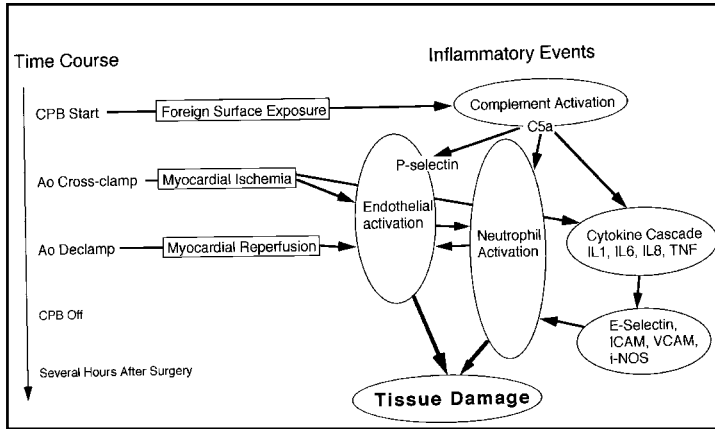 Time Course
Inflammatory Events
CPB Start
Foreign Surface Exposure
Complement Activation
C5a
P-selectin
Ao Cross-clamp
Myocardial Ischemia
Endothelial
activation
Neutrophil
Activation
Cytokine Cascade
IL1, IL6, IL8, TNF
Ao Declamp
Myocardial Reperfusion
CPB Off
E-Selectin,
ICAM, VCAM,
i-NOS
Several Hours After Surgery
Tissue Damage